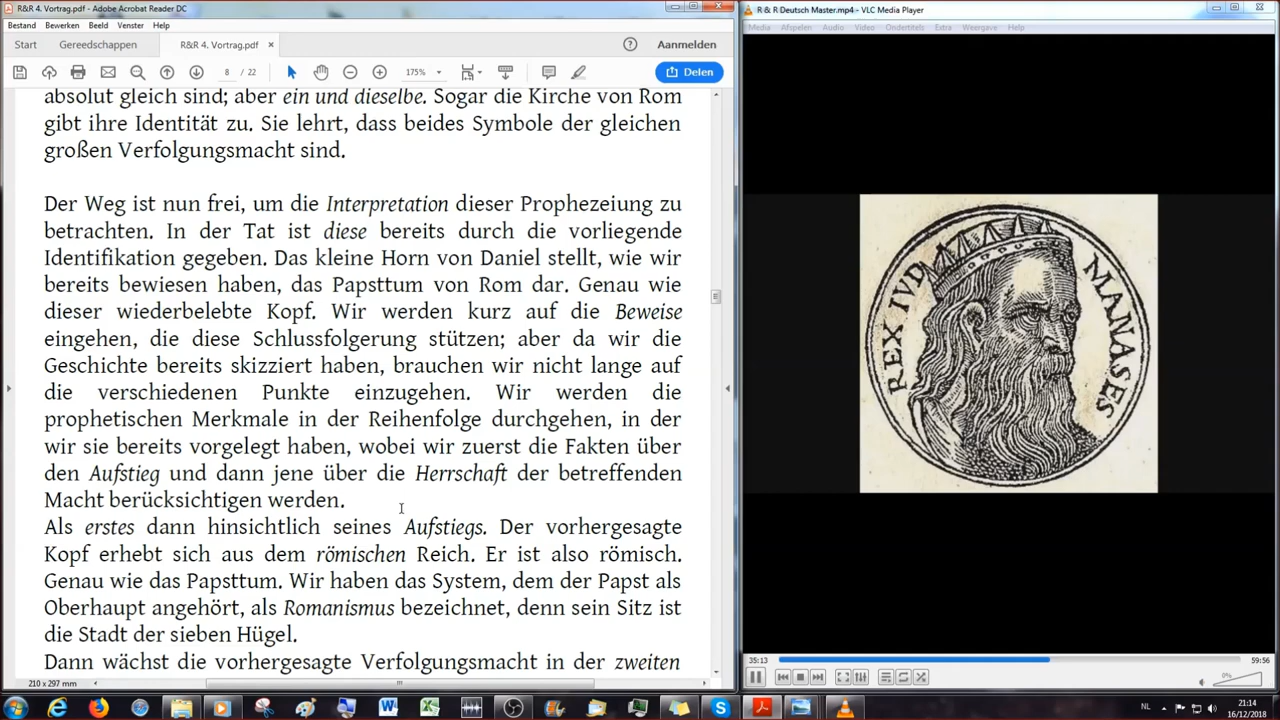 R&R 4. Vortrag.pdf - Adobe Acrobat Reader DC
Bestand Bewerken Beeld Venster Help
Start Gereedschappen R&R 4. Vortrag.pdf × Aanmelden
8 / 22 175% Delen
absolut gleich sind; aber ein und dieselbe. Sogar die Kirche von Rom
gibt ihre Identität zu. Sie lehrt, dass beides Symbole der gleichen
großen Verfolgungsmacht sind.
Der Weg ist nun frei, um die Interpretation dieser Prophezeiung zu
betrachten. In der Tat ist diese bereits durch die vorliegende
Identifikation gegeben. Das kleine Horn von Daniel stellt, wie wir
bereits bewiesen haben, das Papsttum von Rom dar. Genau wie
dieser wiederbelebte Kopf. Wir werden kurz auf die Beweise
eingehen, die diese Schlussfolgerung stützen; aber da wir die
Geschichte bereits skizziert haben, brauchen wir nicht lange auf
die verschiedenen Punkte einzugehen. Wir werden die
prophetischen Merkmale in der Reihenfolge durchgehen, in der
wir sie bereits vorgelegt haben, wobei wir zuerst die Fakten über
den Aufstieg und dann jene über die Herrschaft der betreffenden
Macht berücksichtigen werden.
Als erstes dann hinsichtlich seines Aufstiegs. Der vorhergesagte
Kopf erhebt sich aus dem römischen Reich. Er ist also römisch.
Genau wie das Papsttum. Wir haben das System, dem der Papst als
Oberhaupt angehört, als Romanismus bezeichnet, denn sein Sitz ist
die Stadt der sieben Hügel.
Dann wächst die vorhergesagte Verfolgungsmacht in der zweiten
210 x 297 mm
R & R Deutsch Master.mp4 - VLC Media Player
Media Afspelen Audio Video Ondertitels Extra Weergave Help
REX IVD MANASES
35:13 59:56
0%
NL 21:14
16/12/2018